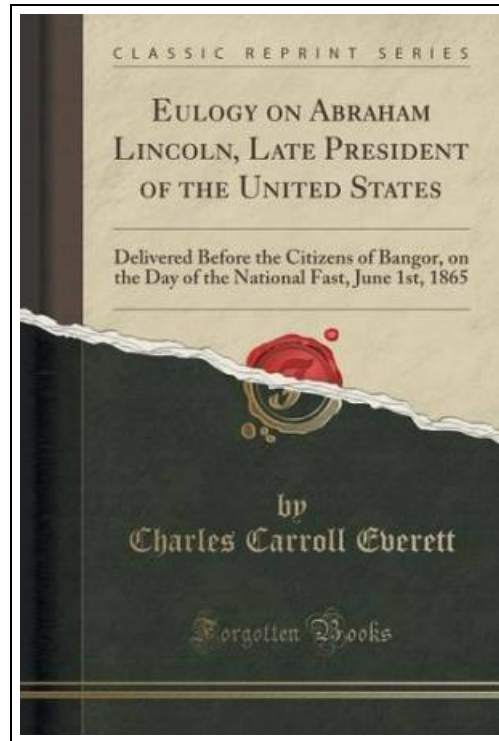 CLASSIC REPRINT SERIES
EULOGY ON ABRAHAM
LINCOLN, LATE PRESIDENT
OF THE UNITED STATES
Delivered Before the Citizens of Bangor, on
the Day of the National Fast, June 1st, 1865
by
Charles Carroll Everett
Forgotten Books